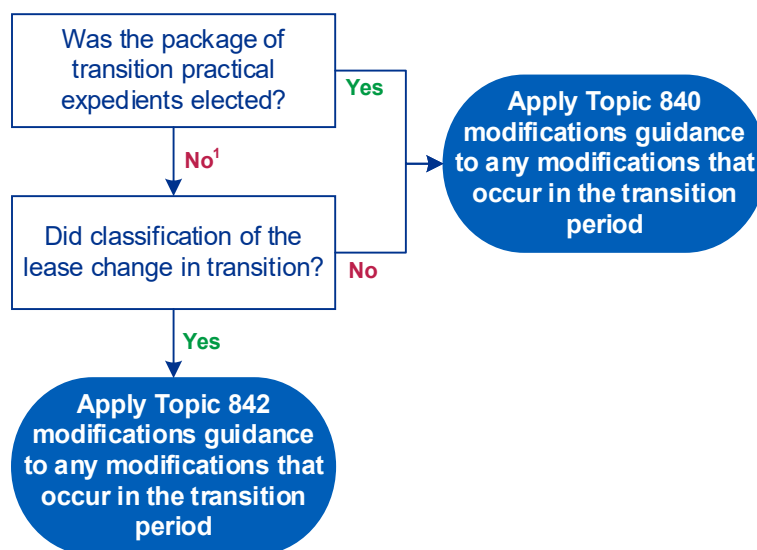 Was the package of
transition practical
expedients elected?
Yes
Apply Topic 840
modifications guidance
to any modifications that
occur in the transition
period
No¹
Did classification of the
lease change in transition?
No
Yes
Apply Topic 842
modifications guidance
to any modifications that
occur in the transition
period